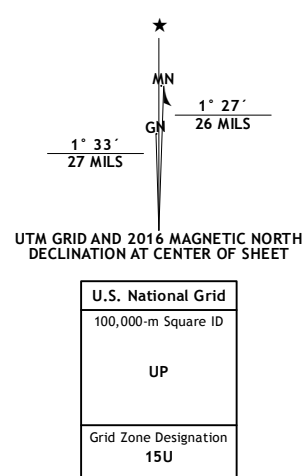 ★
MN
1° 27´
26 MILS
GN
1° 33´
27 MILS
UTM GRID AND 2016 MAGNETIC NORTH
DECLINATION AT CENTER OF SHEET
U.S. National Grid
100,000-m Square ID
UP
Grid Zone Designation
15U